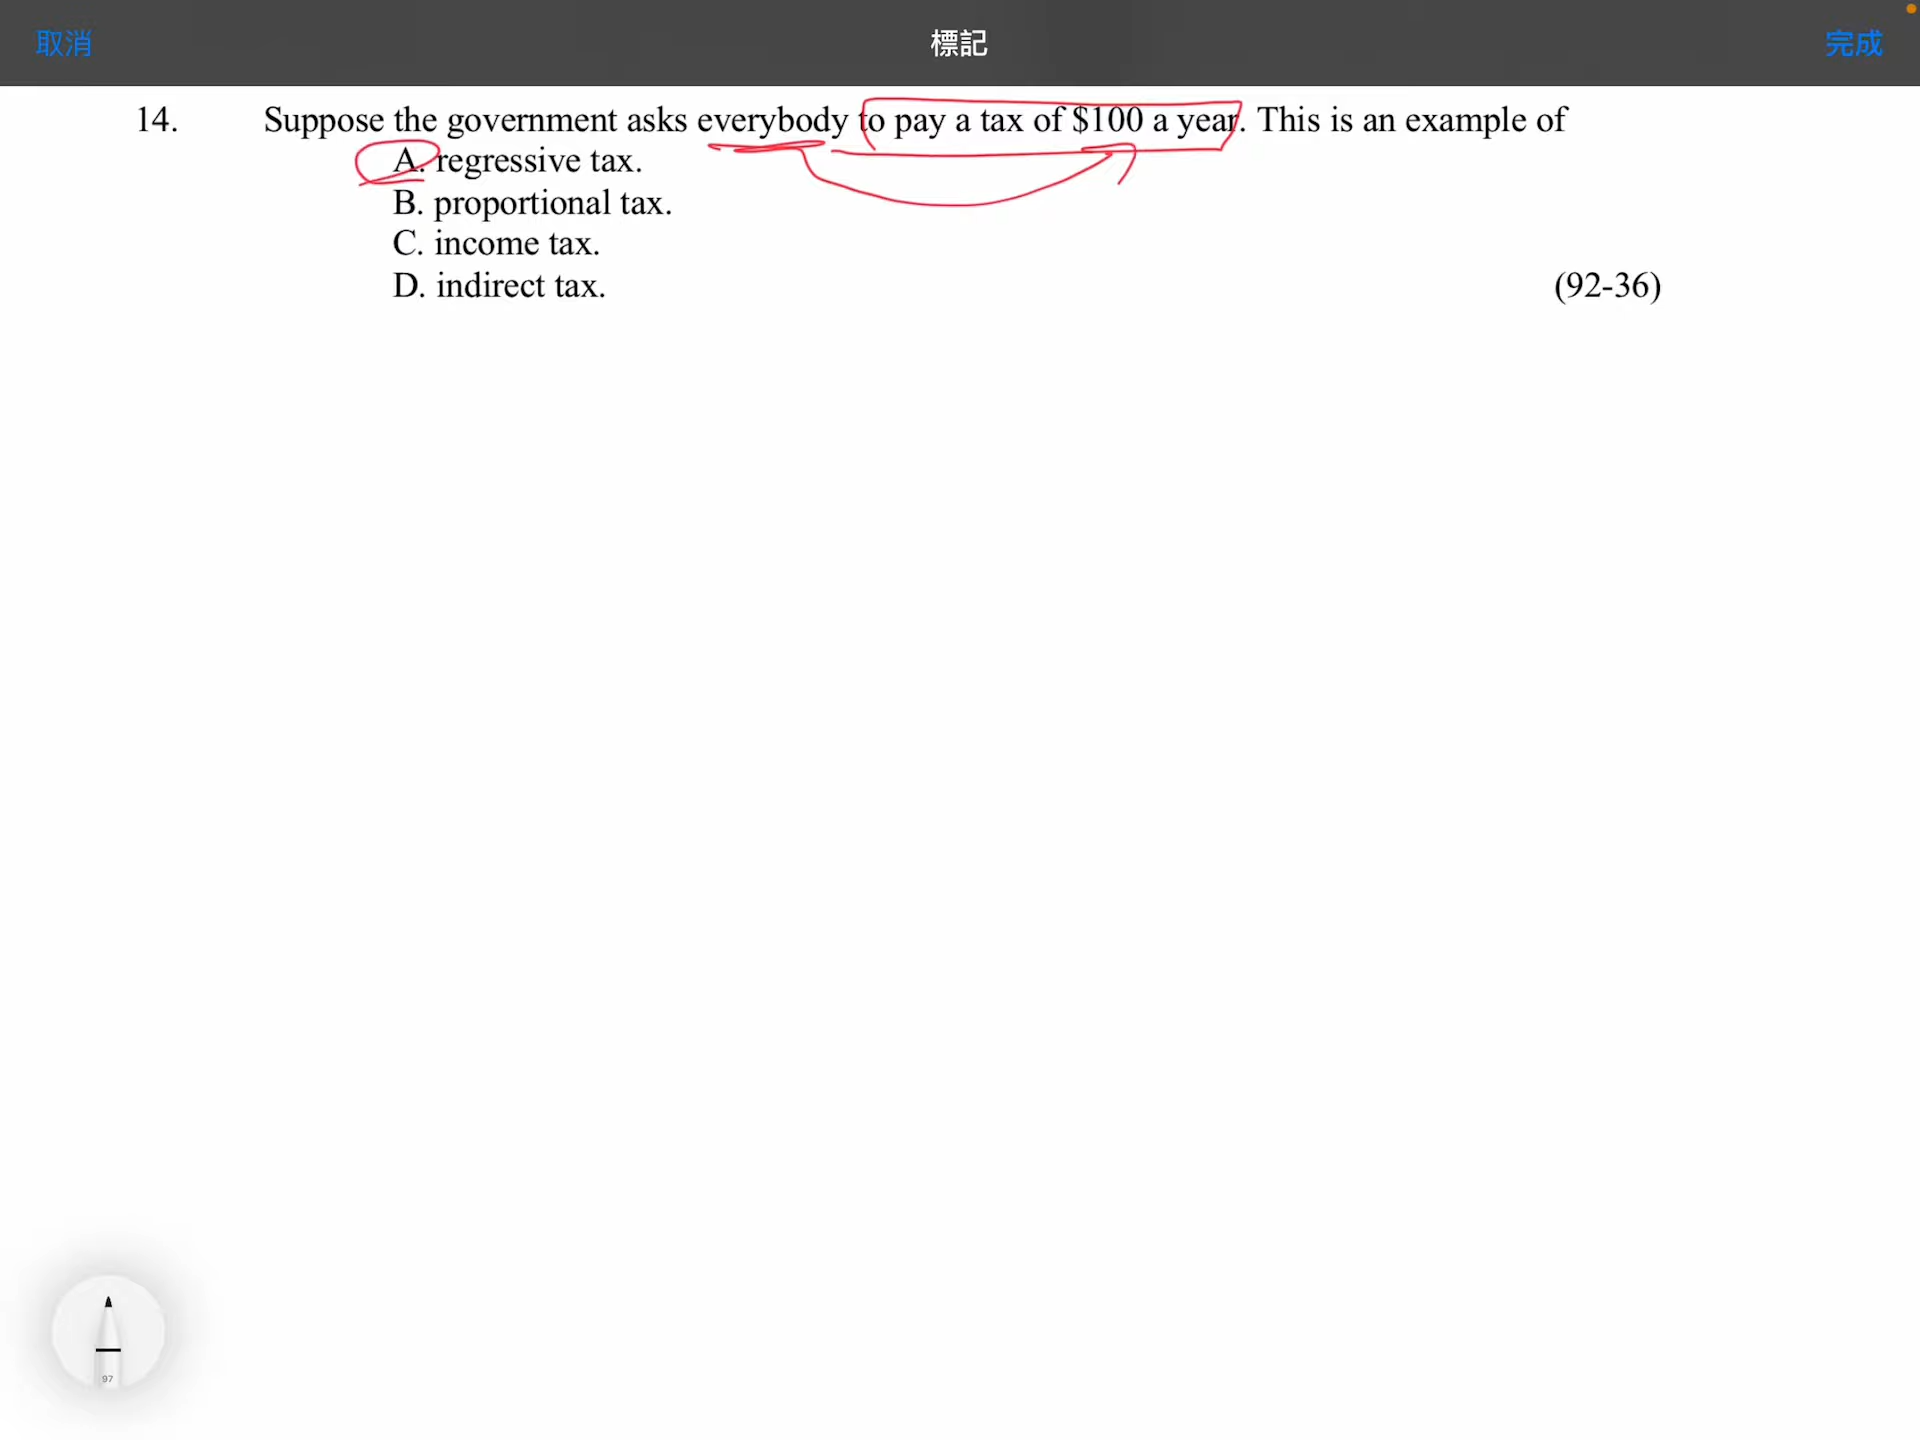 取消 標記 完成
14. Suppose the government asks everybody to pay a tax of $100 a year. This is an example of
A. regressive tax.
B. proportional tax.
C. income tax.
D. indirect tax. (92-36)
97